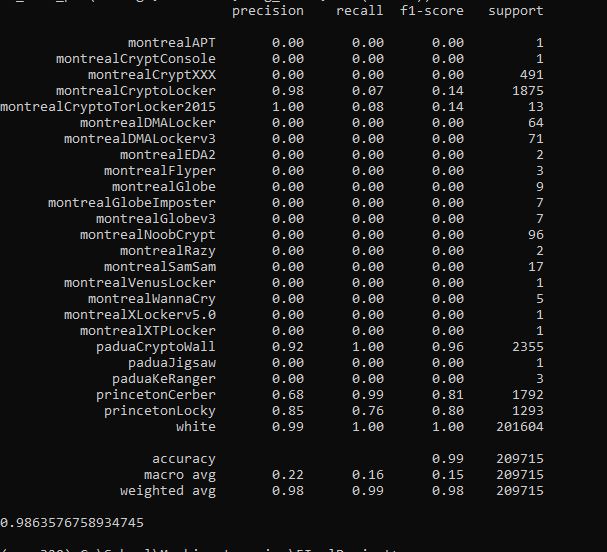 precision recall f1-score support
montrealAPT 0.00 0.00 0.00 1
montrealCryptConsole 0.00 0.00 0.00 1
montrealCryptXXX 0.00 0.00 0.00 491
montrealCryptoLocker 0.98 0.07 0.14 1875
montrealCryptoTorLocker2015 1.00 0.08 0.14 13
montrealDMALocker 0.00 0.00 0.00 64
montrealDMALockerv3 0.00 0.00 0.00 71
montrealEDA2 0.00 0.00 0.00 2
montrealFlyper 0.00 0.00 0.00 3
montrealGlobe 0.00 0.00 0.00 9
montrealGlobeImposter 0.00 0.00 0.00 7
montrealGlobev3 0.00 0.00 0.00 7
montrealNoobCrypt 0.00 0.00 0.00 96
montrealRazy 0.00 0.00 0.00 2
montrealSamSam 0.00 0.00 0.00 17
montrealVenusLocker 0.00 0.00 0.00 1
montrealWannaCry 0.00 0.00 0.00 5
montrealXLockerv5.0 0.00 0.00 0.00 1
montrealXTPLocker 0.00 0.00 0.00 1
paduaCryptoWall 0.92 1.00 0.96 2355
paduaJigsaw 0.00 0.00 0.00 1
paduaKeRanger 0.00 0.00 0.00 3
princetonCerber 0.68 0.99 0.81 1792
princetonLocky 0.85 0.76 0.80 1293
white 0.99 1.00 1.00 201604
accuracy 0.99 209715
macro avg 0.22 0.16 0.15 209715
weighted avg 0.98 0.99 0.98 209715
0.9863576758934745